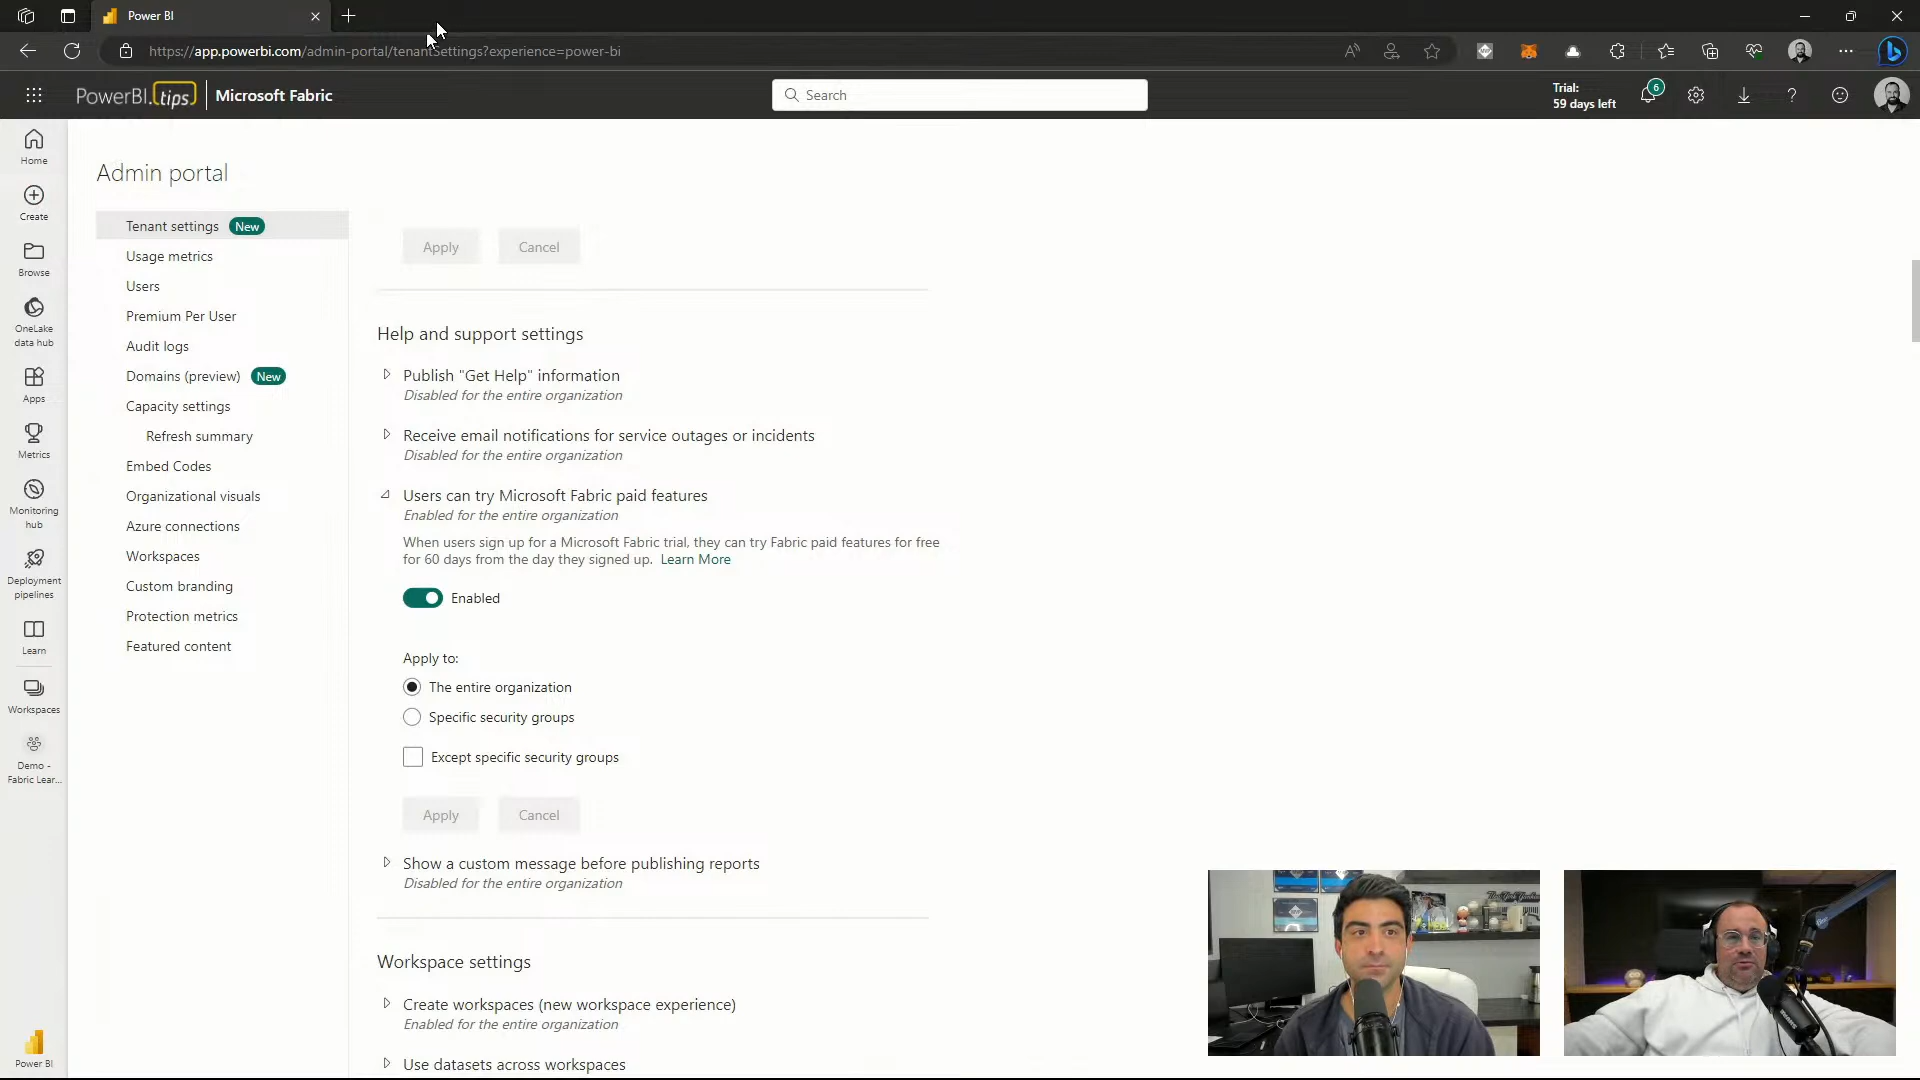 Power BI
https://app.powerbi.com/admin-portal/tenantSettings?experience=power-bi
PowerBI.tips
Microsoft Fabric
Search
Trial:
59 days left
6
Home
Create
Browse
OneLake
data hub
Apps
Metrics
Monitoring
hub
Deployment
pipelines
Learn
Workspaces
Demo -
Fabric Lear...
Power BI
Admin portal
Tenant settings New
Usage metrics
Users
Premium Per User
Audit logs
Domains (preview) New
Capacity settings
Refresh summary
Embed Codes
Organizational visuals
Azure connections
Workspaces
Custom branding
Protection metrics
Featured content
Apply Cancel
Help and support settings
Publish "Get Help" information
Disabled for the entire organization
Receive email notifications for service outages or incidents
Disabled for the entire organization
Users can try Microsoft Fabric paid features
Enabled for the entire organization
When users sign up for a Microsoft Fabric trial, they can try Fabric paid features for free
for 60 days from the day they signed up. Learn More
Enabled
Apply to:
The entire organization
Specific security groups
Except specific security groups
Apply Cancel
Show a custom message before publishing reports
Disabled for the entire organization
Workspace settings
Create workspaces (new workspace experience)
Enabled for the entire organization
Use datasets across workspaces